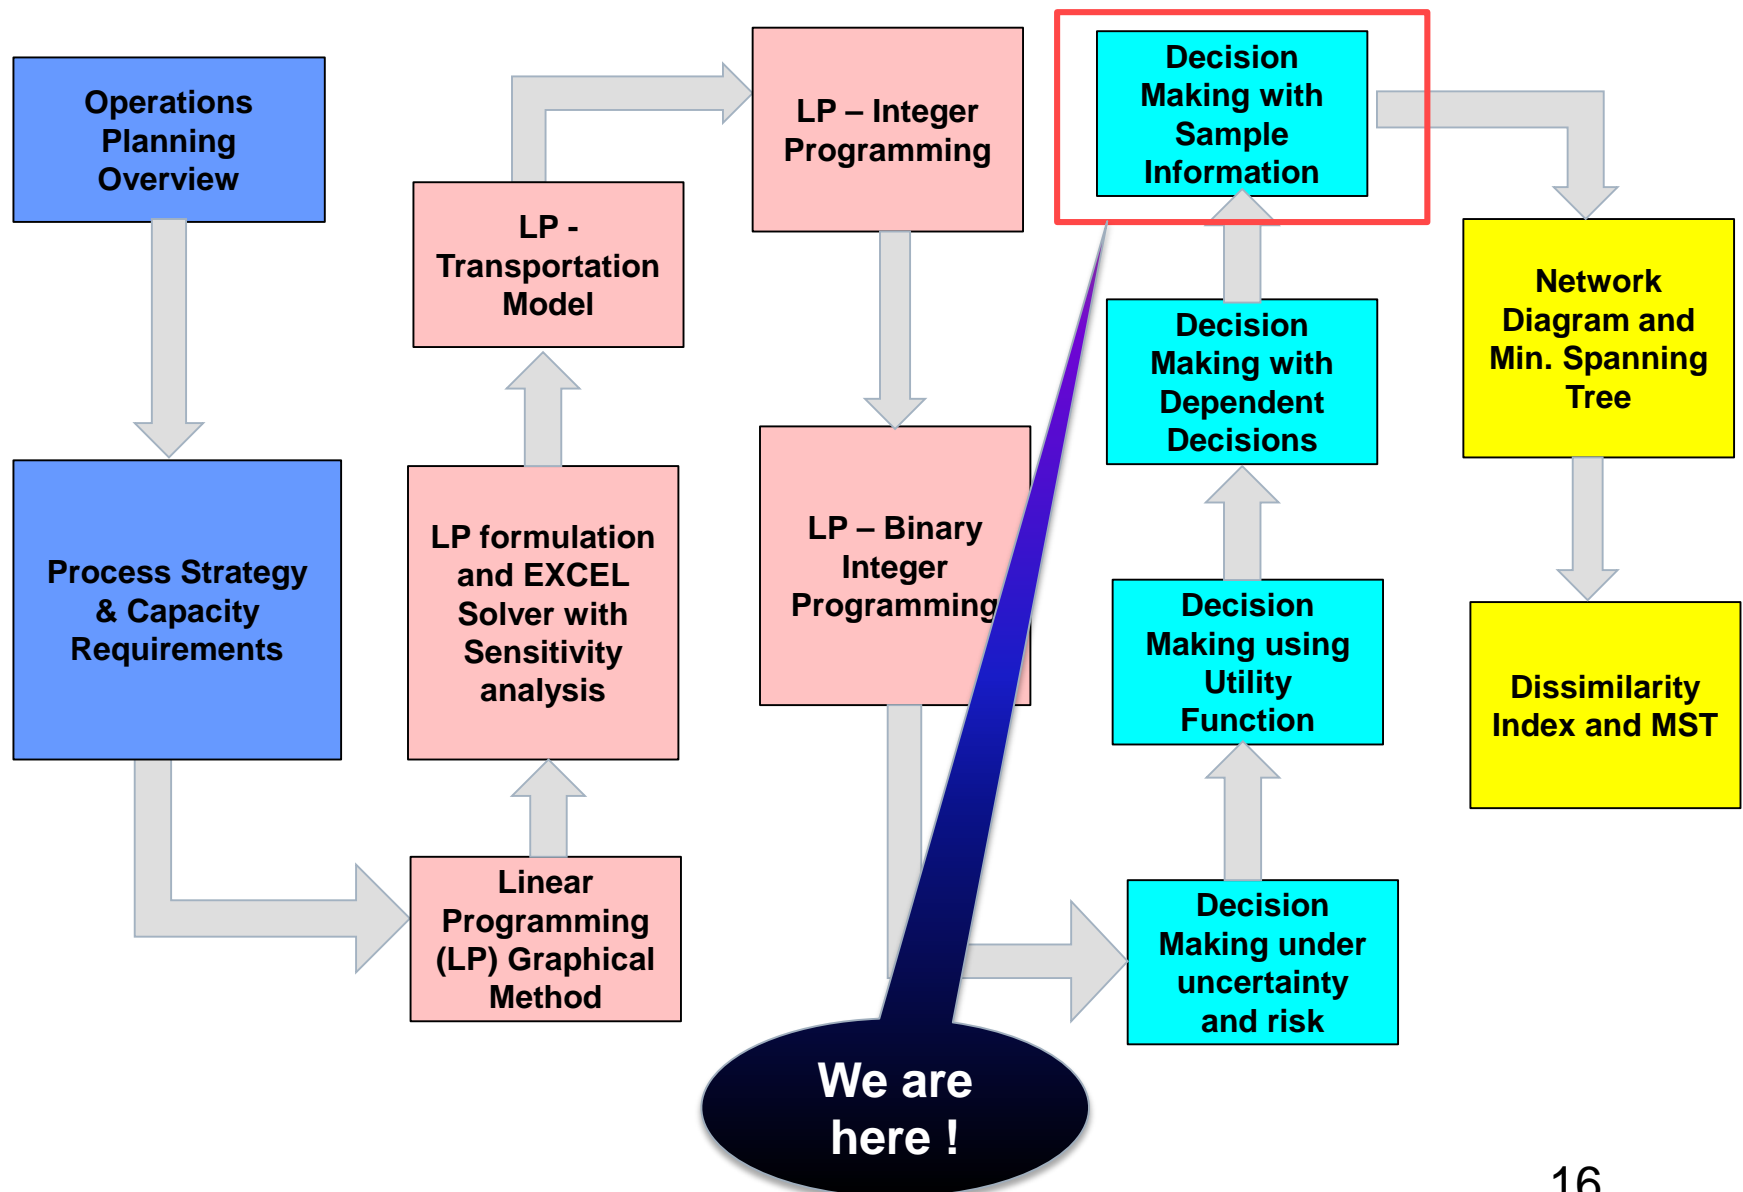 Operations
Planning
Overview
Process Strategy
& Capacity
Requirements
Linear
Programming
(LP) Graphical
Method
LP formulation
and EXCEL
Solver with
Sensitivity
analysis
LP -
Transportation
Model
LP – Integer
Programming
LP – Binary
Integer
Programming
Decision
Making under
uncertainty
and risk
Decision
Making using
Utility
Function
Decision
Making with
Dependent
Decisions
Decision
Making with
Sample
Information
Network
Diagram and
Min. Spanning
Tree
Dissimilarity
Index and MST
We are
here !
16